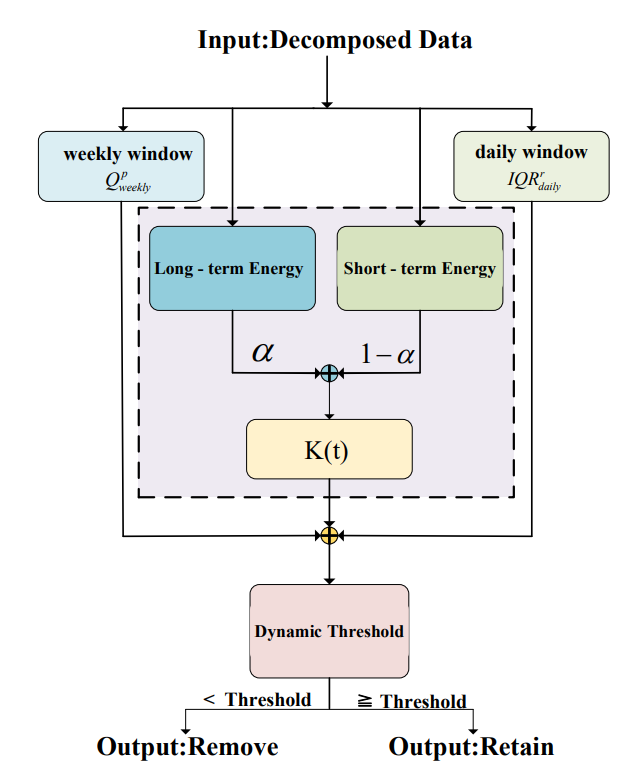 Input:Decomposed Data
weekly window
Q^p_weekly
daily window
IQR^r_daily
Long - term Energy
Short - term Energy
α
1 − α
K(t)
Dynamic Threshold
< Threshold
≧ Threshold
Output:Remove
Output:Retain